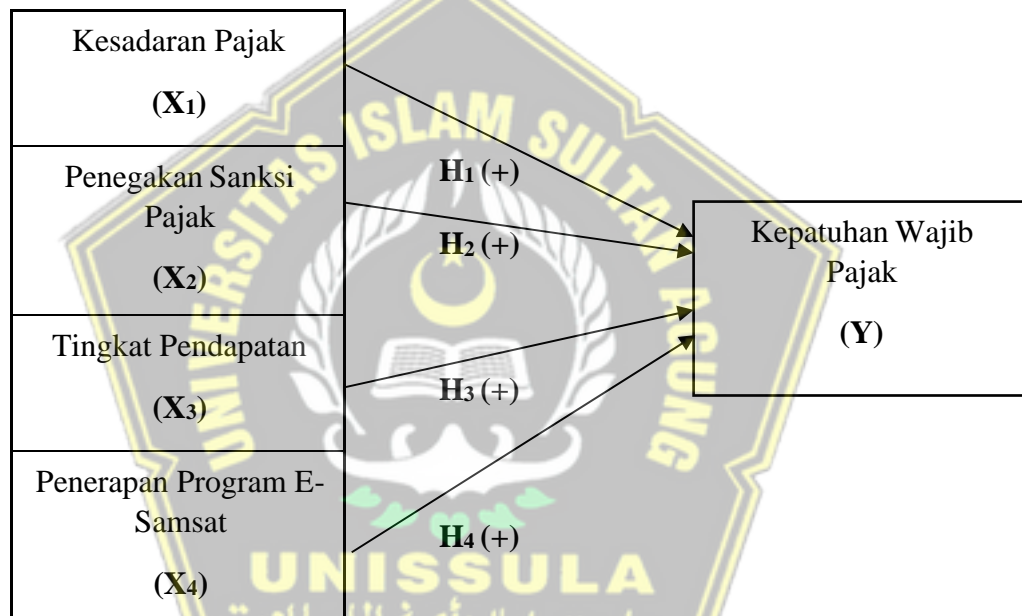 Kesadaran Pajak
(X1)
Penegakan Sanksi
Pajak
(X2)
Tingkat Pendapatan
(X3)
Penerapan Program E-
Samsat
(X4)
H1 (+)
H2 (+)
H3 (+)
H4 (+)
Kepatuhan Wajib
Pajak
(Y)
UNIVERSITAS ISLAM SULTAN AGUNG
UNISSULA